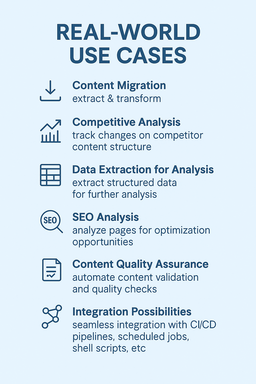 REAL-WORLD
USE CASES
Content Migration
extract & transform
Competitive Analysis
track changes on competitor
content structure
Data Extraction for Analysis
extract structured data
for further analysis
SEO
SEO Analysis
analyze pages for optimization
opportunities
Content Quality Assurance
automate content validation
and quality checks
Integration Possibilities
seamless integration with CI/CD
pipelines, scheduled jobs,
shell scripts, etc